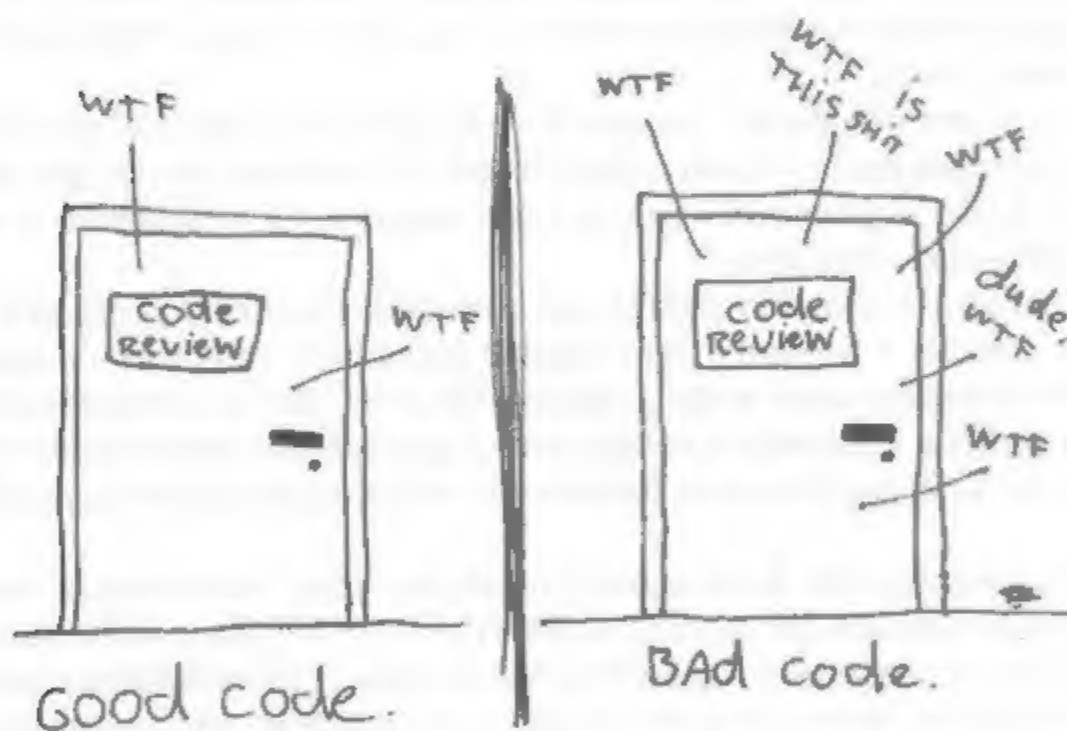 WTF
code
REVIEW
WTF
GOOD CODE.
WTF
WTF IS
THIS SHIT
WTF
code
REVIEW
dude.
WTF
WTF
BAd code.